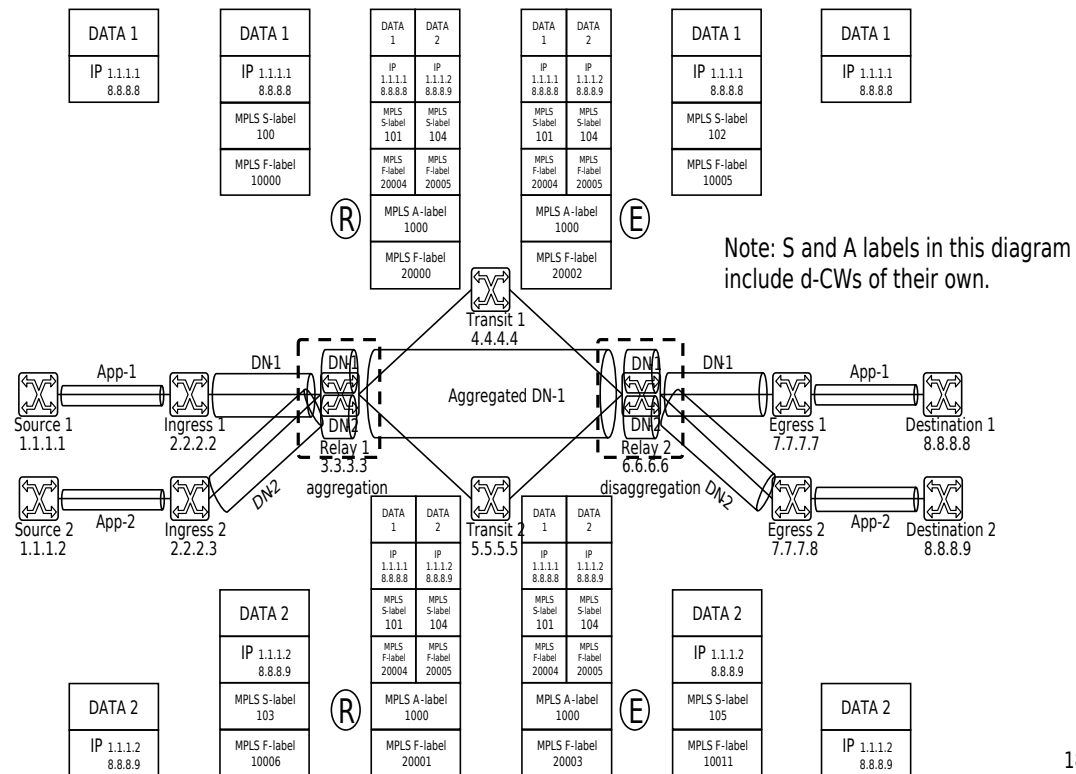 DATA 1
IP 1.1.1.1
8.8.8.8
DATA 1
IP 1.1.1.1
8.8.8.8
MPLS S-label
100
MPLS F-label
10000
DATA
1
DATA
2
IP
1.1.1.1
8.8.8.8
IP
1.1.1.2
8.8.8.9
MPLS
S-label
101
MPLS
S-label
104
MPLS
F-label
20004
MPLS
F-label
20005
MPLS A-label
1000
MPLS F-label
20000
R
DATA
1
DATA
2
IP
1.1.1.1
8.8.8.8
IP
1.1.1.2
8.8.8.9
MPLS
S-label
101
MPLS
S-label
104
MPLS
F-label
20004
MPLS
F-label
20005
MPLS A-label
1000
MPLS F-label
20002
E
DATA 1
IP 1.1.1.1
8.8.8.8
MPLS S-label
102
MPLS F-label
10005
DATA 1
IP 1.1.1.1
8.8.8.8
Note: S and A labels in this diagram
include d-CWs of their own.
Transit 1
4.4.4.4
App-1
DN-1
DN-1
Aggregated DN-1
DN-1
DN-1
App-1
Source 1
1.1.1.1
Ingress 1
2.2.2.2
DN-2
Relay 1
3.3.3.3
aggregation
DN-2
Relay 2
6.6.6.6
disaggregation
Egress 1
7.7.7.7
Destination 1
8.8.8.8
App-2
DN-2
DN-2
App-2
Source 2
1.1.1.2
Ingress 2
2.2.2.3
Transit 2
5.5.5.5
Egress 2
7.7.7.8
Destination 2
8.8.8.9
DATA 2
IP 1.1.1.2
8.8.8.9
DATA 2
IP 1.1.1.2
8.8.8.9
MPLS S-label
103
MPLS F-label
10006
R
DATA
1
DATA
2
IP
1.1.1.1
8.8.8.8
IP
1.1.1.2
8.8.8.9
MPLS
S-label
101
MPLS
S-label
104
MPLS
F-label
20004
MPLS
F-label
20005
MPLS A-label
1000
MPLS F-label
20001
DATA
1
DATA
2
IP
1.1.1.1
8.8.8.8
IP
1.1.1.2
8.8.8.9
MPLS
S-label
101
MPLS
S-label
104
MPLS
F-label
20004
MPLS
F-label
20005
MPLS A-label
1000
MPLS F-label
20003
E
DATA 2
IP 1.1.1.2
8.8.8.9
MPLS S-label
105
MPLS F-label
10011
DATA 2
IP 1.1.1.2
8.8.8.9